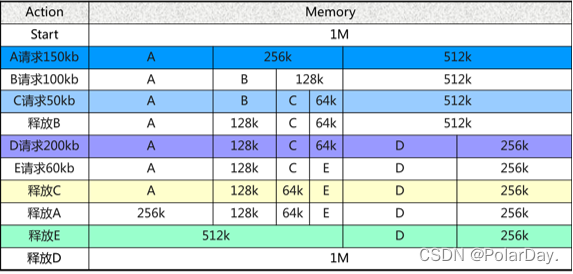 Action Memory
Start 1M
A请求150kb A 256k 512k
B请求100kb A B 128k 512k
C请求50kb A B C 64k 512k
释放B A 128k C 64k 512k
D请求200kb A 128k C 64k D 256k
E请求60kb A 128k C E D 256k
释放C A 128k 64k E D 256k
释放A 256k 128k 64k E D 256k
释放E 512k D 256k
释放D 1M
CSDN @PolarDay.